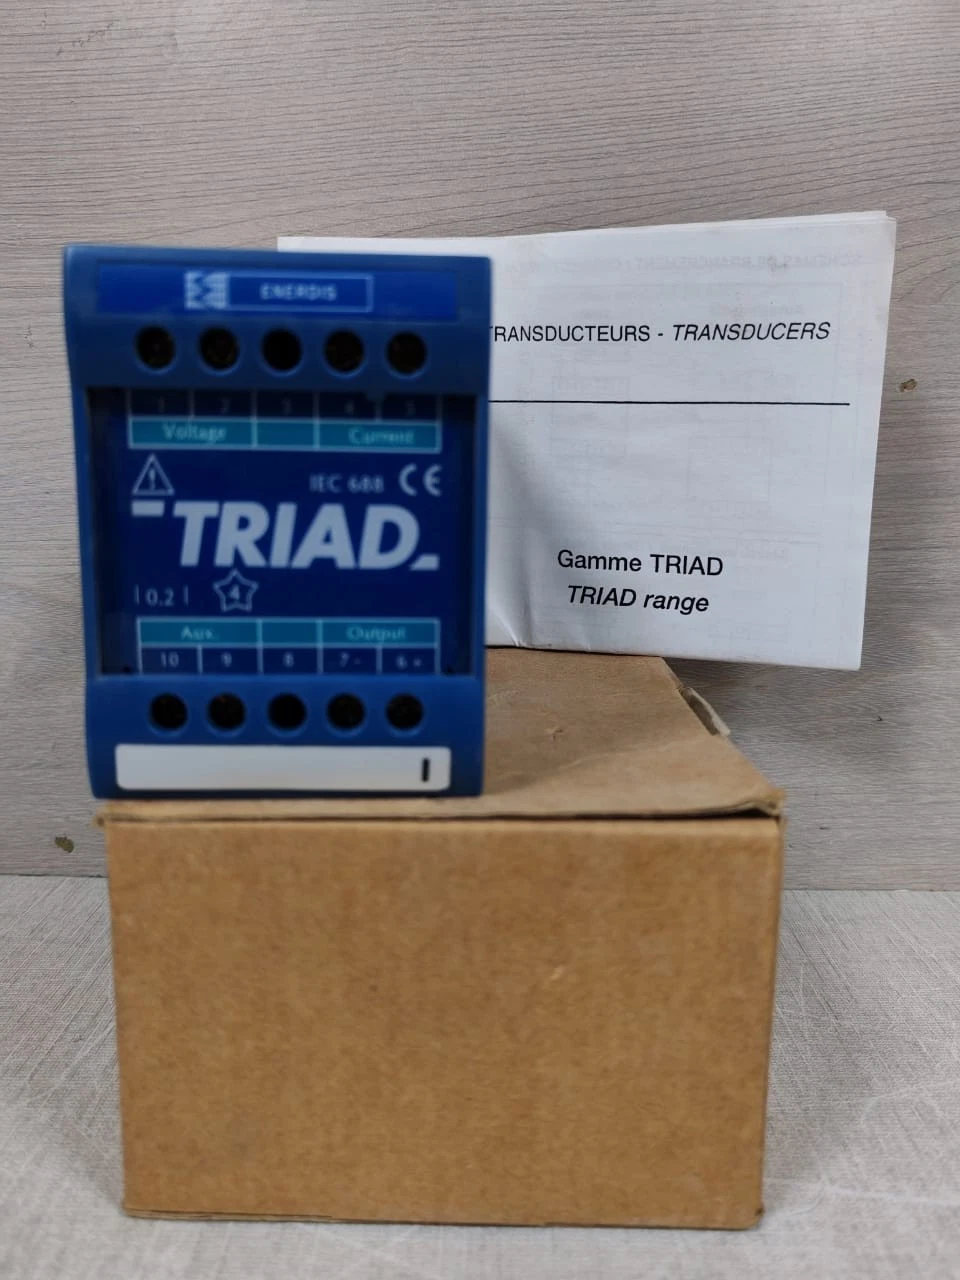 ENERDIS
1 2 3 4 5
Voltage Current
IEC 688 CE
TRIAD
0.2 4
Aux. Output
10 9 8 7 - 6 +
I
TRANSDUCTEURS - TRANSDUCERS
Gamme TRIAD
TRIAD range